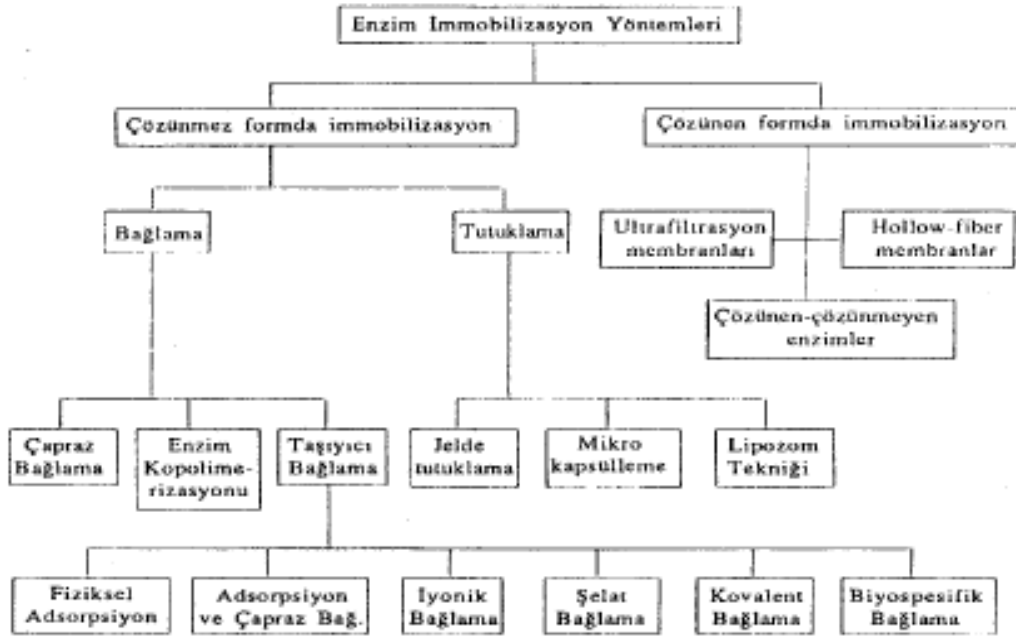 Enzim Immobilizasyon Yöntemleri
Çözünmez formda immobilizasyon
Çözünen formda immobilizasyon
Bağlama
Tutuklama
Ultrafiltrasyon
membranları
Hollow-fiber
membranlar
Çözünen-çözünmeyen
enzimler
Çapraz
Bağlama
Enzim
Kopolime-
rizasyonu
Taşıyıcı
Bağlama
Jelde
tutuklama
Mikro
kapsülleme
Lipozom
Tekniği
Fiziksel
Adsorpsiyon
Adsorpsiyon
ve Çapraz Bağ.
İyonik
Bağlama
Şelat
Bağlama
Kovalent
Bağlama
Biyospesifik
Bağlama